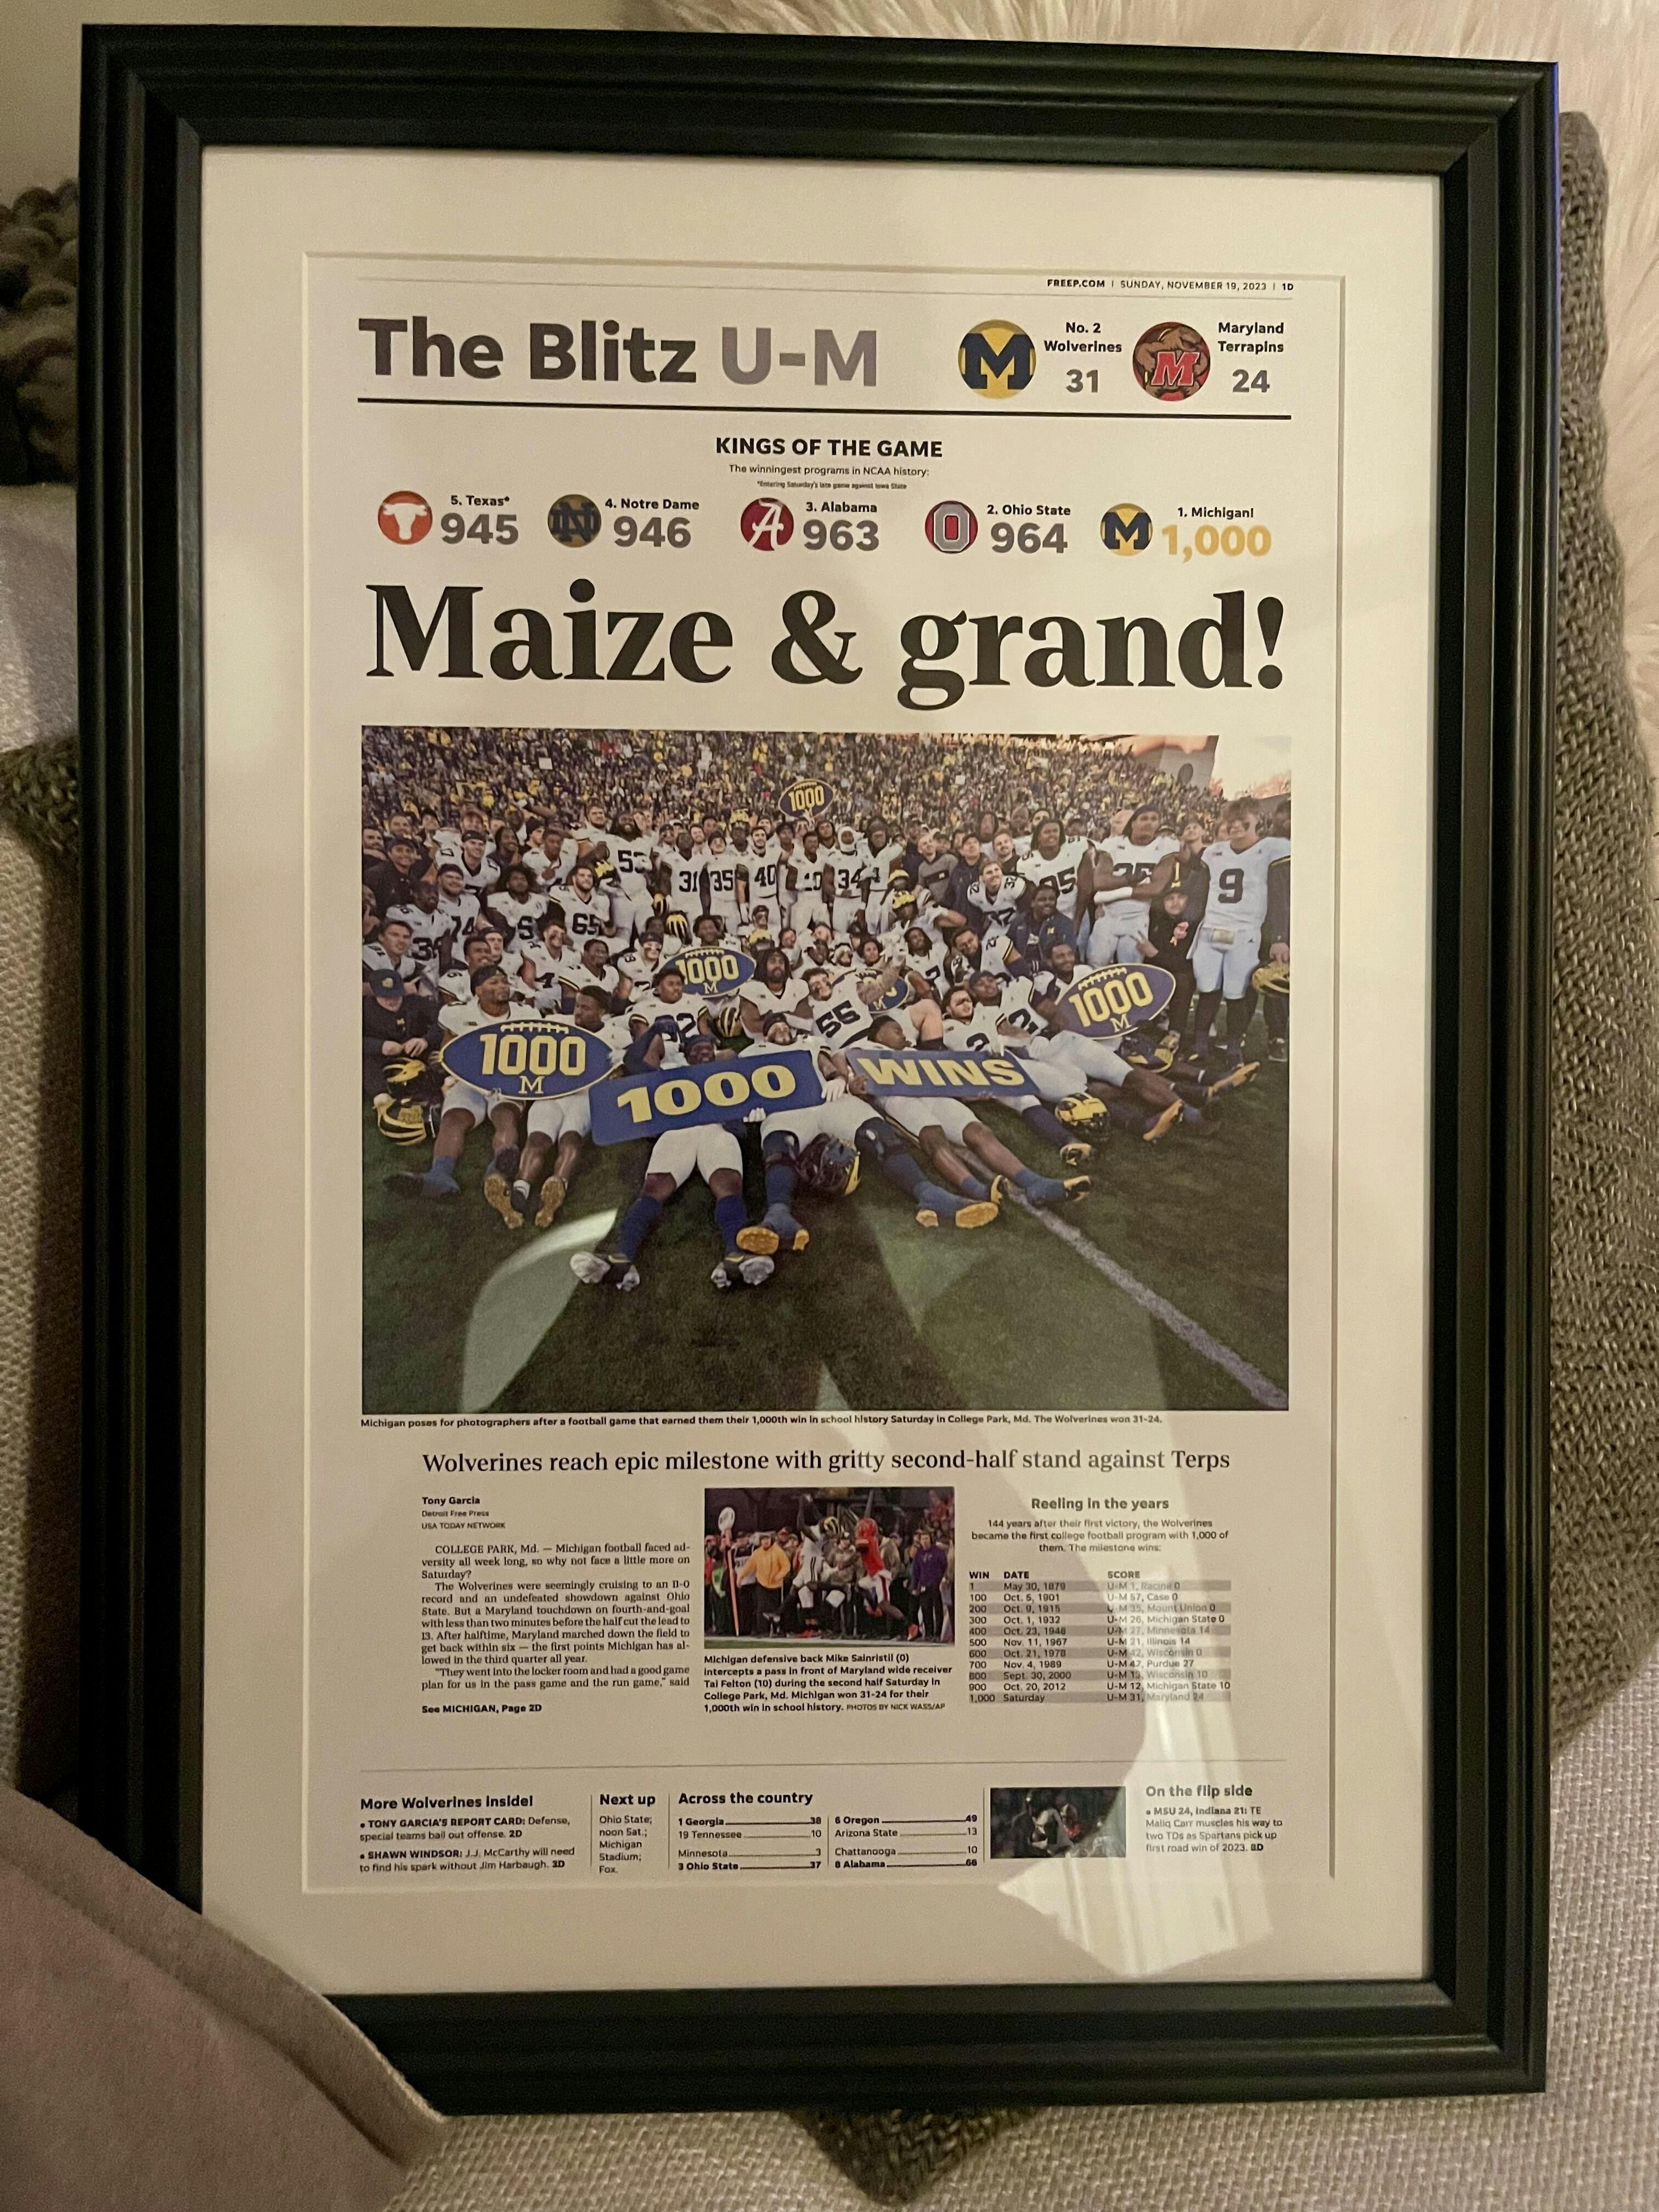 FREEP.COM | SUNDAY, NOVEMBER 19, 2023 | 1D
The Blitz U-M
No. 2
Wolverines
31
Maryland
Terrapins
24
KINGS OF THE GAME
The winningest programs in NCAA history:
*Entering Saturday's late game against Iowa State
5. Texas*
945
4. Notre Dame
946
3. Alabama
963
2. Ohio State
964
1. Michigan!
1,000
Maize & grand!
1000
53
31
35
40
10
34
35
9
65
74
1000
M
56
1000
M
1000
M
1000
WINS
Michigan poses for photographers after a football game that earned them their 1,000th win in school history Saturday in College Park, Md. The Wolverines won 31-24.
Wolverines reach epic milestone with gritty second-half stand against Terps
Tony Garcia
Detroit Free Press
USA TODAY NETWORK
COLLEGE PARK, Md. — Michigan football faced ad-
versity all week long, so why not face a little more on
Saturday?
The Wolverines were seemingly cruising to an 11-0
record and an undefeated showdown against Ohio
State. But a Maryland touchdown on fourth-and-goal
with less than two minutes before the half cut the lead to
13. After halftime, Maryland marched down the field to
get back within six — the first points Michigan has al-
lowed in the third quarter all year.
"They went into the locker room and had a good game
plan for us in the pass game and the run game," said
See MICHIGAN, Page 2D
Michigan defensive back Mike Sainristil (0)
intercepts a pass in front of Maryland wide receiver
Tai Felton (10) during the second half Saturday in
College Park, Md. Michigan won 31-24 for their
1,000th win in school history. PHOTOS BY NICK WASS/AP
Reeling in the years
144 years after their first victory, the Wolverines
became the first college football program with 1,000 of
them. The milestone wins:
WIN DATE SCORE
1 May 30, 1879 U-M 1, Racine 0
100 Oct. 5, 1901 U-M 57, Case 0
200 Oct. 9, 1915 U-M 35, Mount Union 0
300 Oct. 1, 1932 U-M 26, Michigan State 0
400 Oct. 23, 1948 U-M 27, Minnesota 14
500 Nov. 11, 1967 U-M 21, Illinois 14
600 Oct. 21, 1978 U-M 42, Wisconsin 0
700 Nov. 4, 1989 U-M 42, Purdue 27
800 Sept. 30, 2000 U-M 13, Wisconsin 10
900 Oct. 20, 2012 U-M 12, Michigan State 10
1,000 Saturday U-M 31, Maryland 24
More Wolverines inside!
• TONY GARCIA'S REPORT CARD: Defense,
special teams bail out offense. 2D
• SHAWN WINDSOR: J.J. McCarthy will need
to find his spark without Jim Harbaugh. 3D
Next up
Ohio State;
noon Sat.;
Michigan
Stadium;
Fox.
Across the country
1 Georgia 38
19 Tennessee 10
Minnesota 3
3 Ohio State 37
6 Oregon 49
Arizona State 13
Chattanooga 10
8 Alabama 66
On the flip side
• MSU 24, Indiana 21: TE
Maliq Carr muscles his way to
two TDs as Spartans pick up
first road win of 2023. 8D